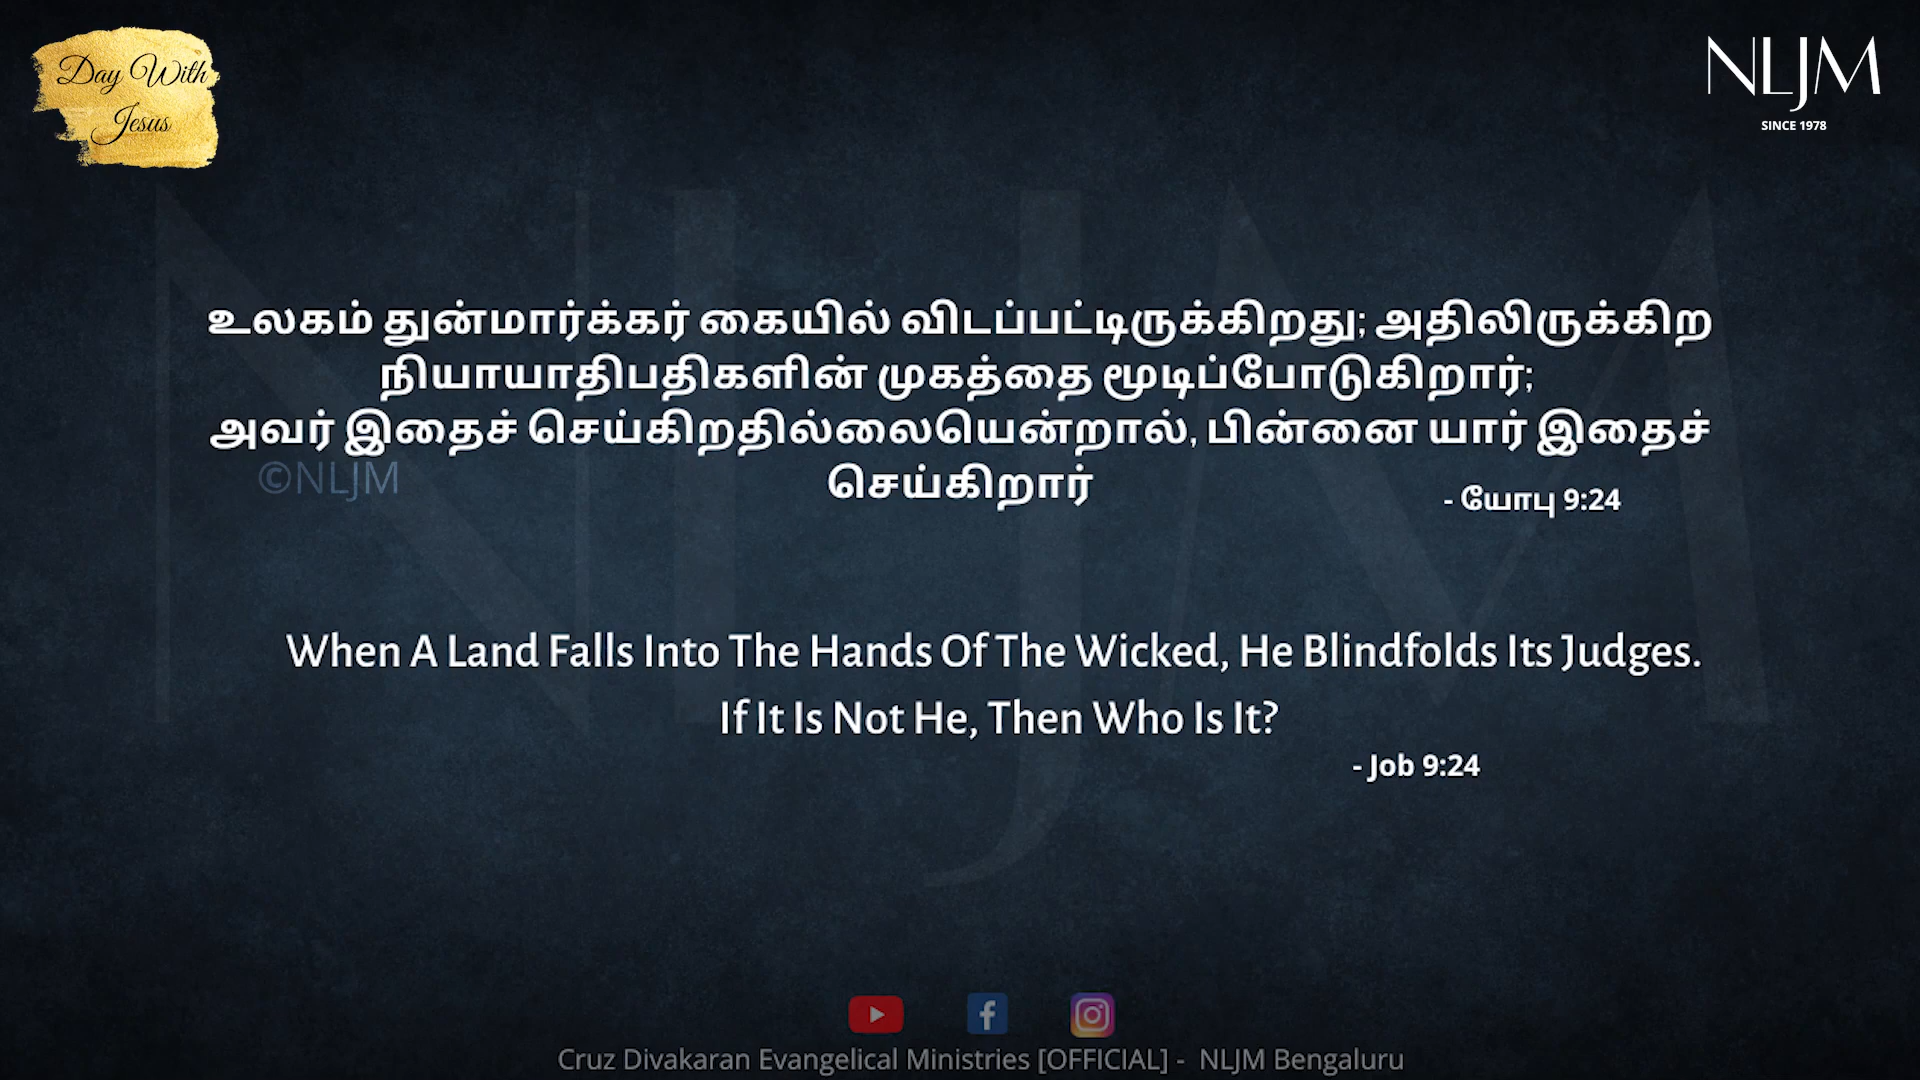 Day With
Jesus
NLJM
SINCE 1978
உலகம் துன்மார்க்கர் கையில் விடப்பட்டிருக்கிறது; அதிலிருக்கிற
நியாயாதிபதிகளின் முகத்தை மூடிப்போடுகிறார்;
அவர் இதைச் செய்கிறதில்லையென்றால், பின்னை யார் இதைச்
செய்கிறார்
©NLJM
- யோபு 9:24
When A Land Falls Into The Hands Of The Wicked, He Blindfolds Its Judges.
If It Is Not He, Then Who Is It?
- Job 9:24
Cruz Divakaran Evangelical Ministries [OFFICIAL] - NLJM Bengaluru
NLJM